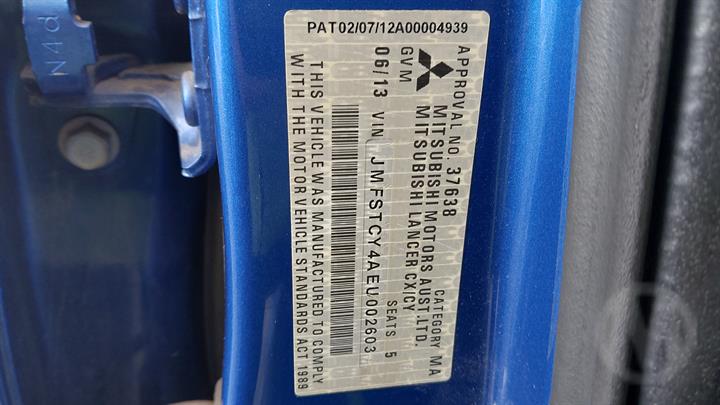 PAT02/07/12A00004939
APPROVAL NO. 37638 CATEGORY MA
MITSUBISHI MOTORS AUST.LTD.
MITSUBISHI LANCER CX/CY
GVM SEATS 5
06/13 VIN JMFSTCY4AEU002603
THIS VEHICLE WAS MANUFACTURED TO COMPLY
WITH THE MOTOR VEHICLE STANDARDS ACT 1989
N4d